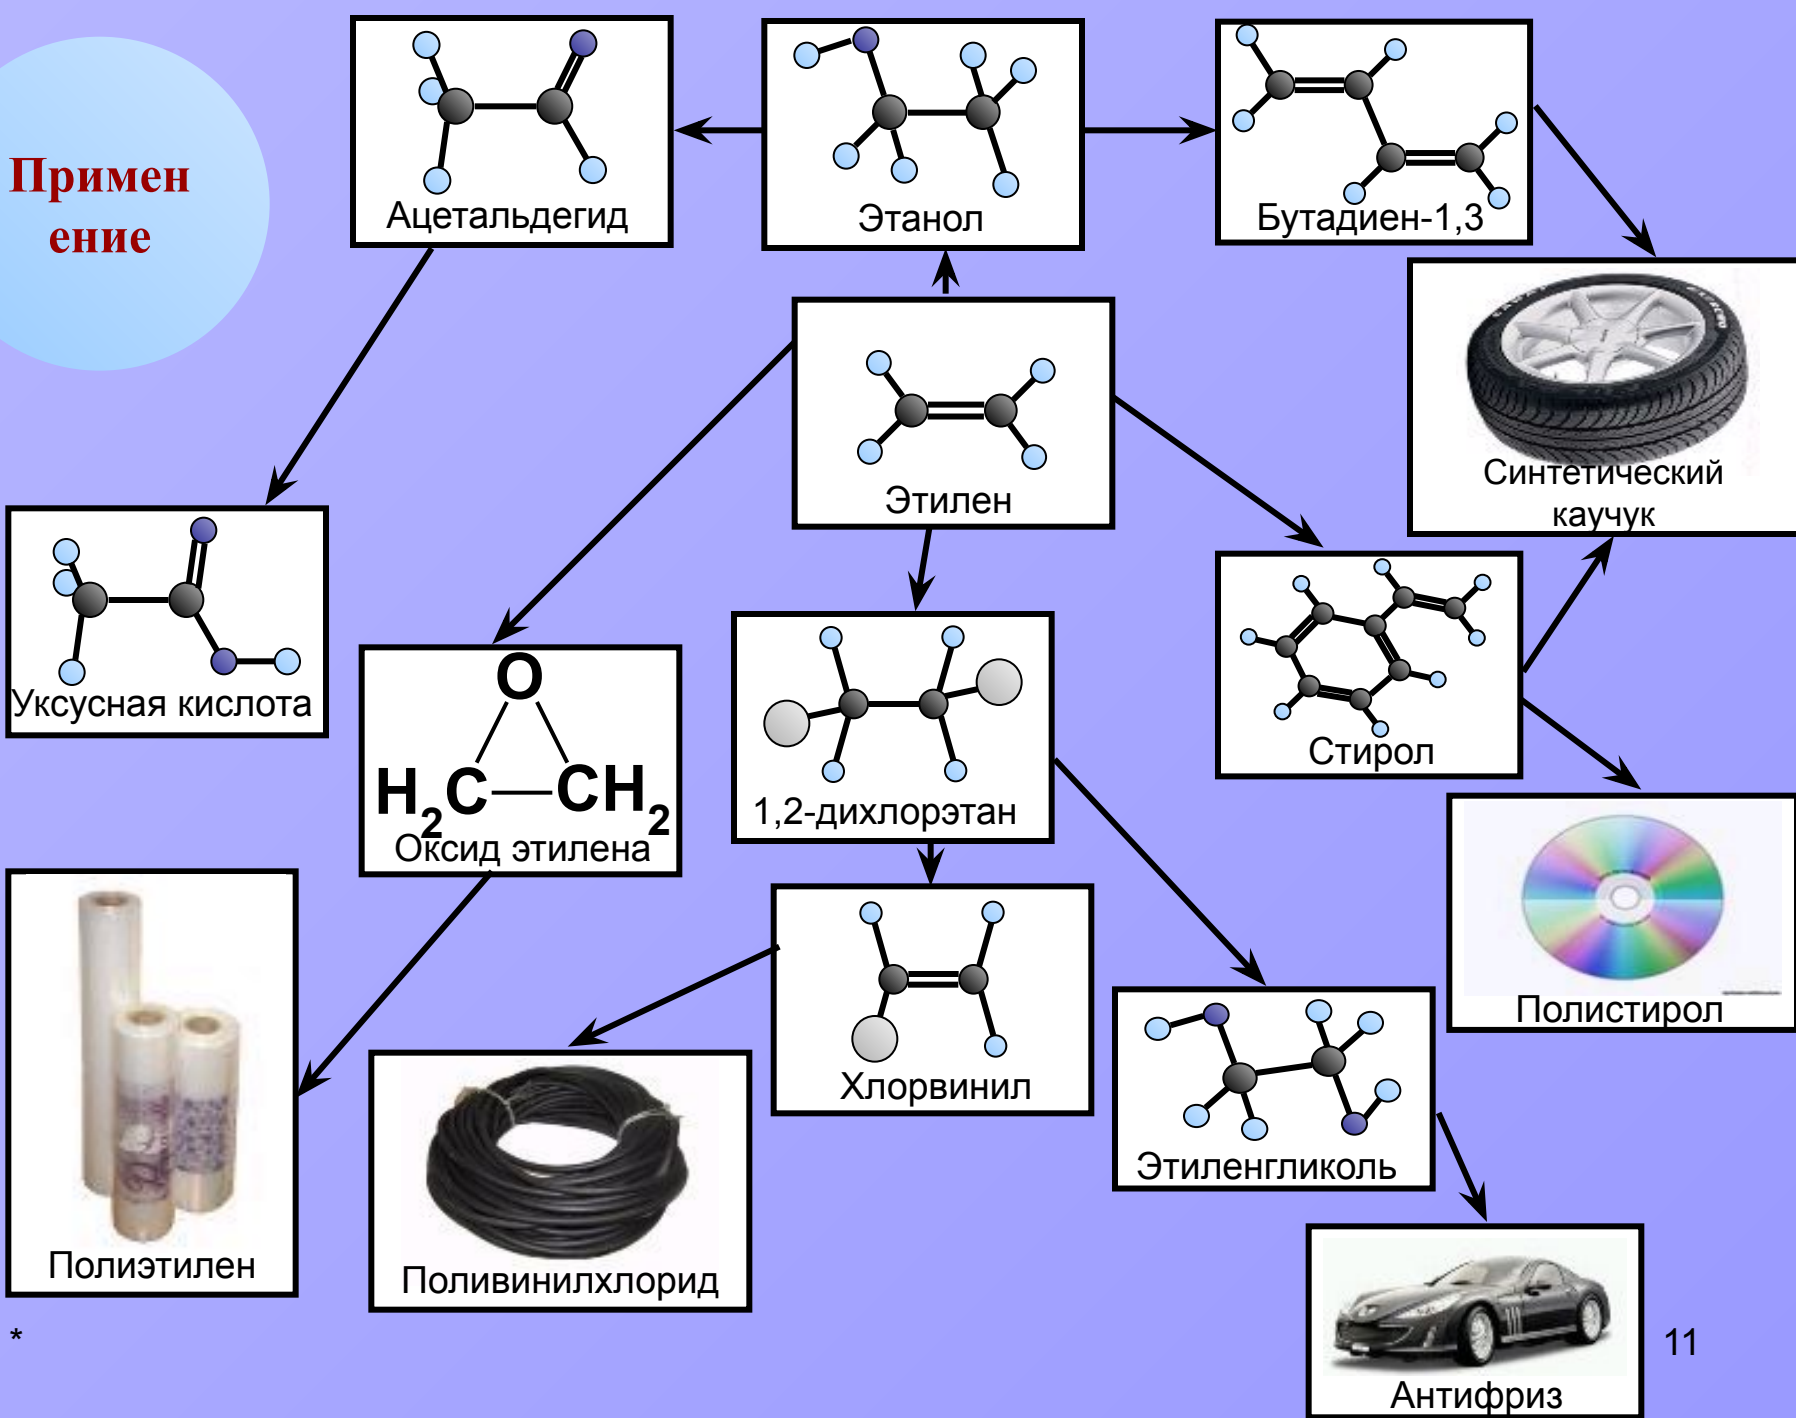 Примен
ение
Ацетальдегид
Этанол
Бутадиен-1,3
Этилен
Синтетический
каучук
Уксусная кислота
O
H2C—CH2
Оксид этилена
1,2-дихлорэтан
Стирол
Полистирол
Хлорвинил
Этиленгликоль
Полиэтилен
Поливинилхлорид
Антифриз
*
11